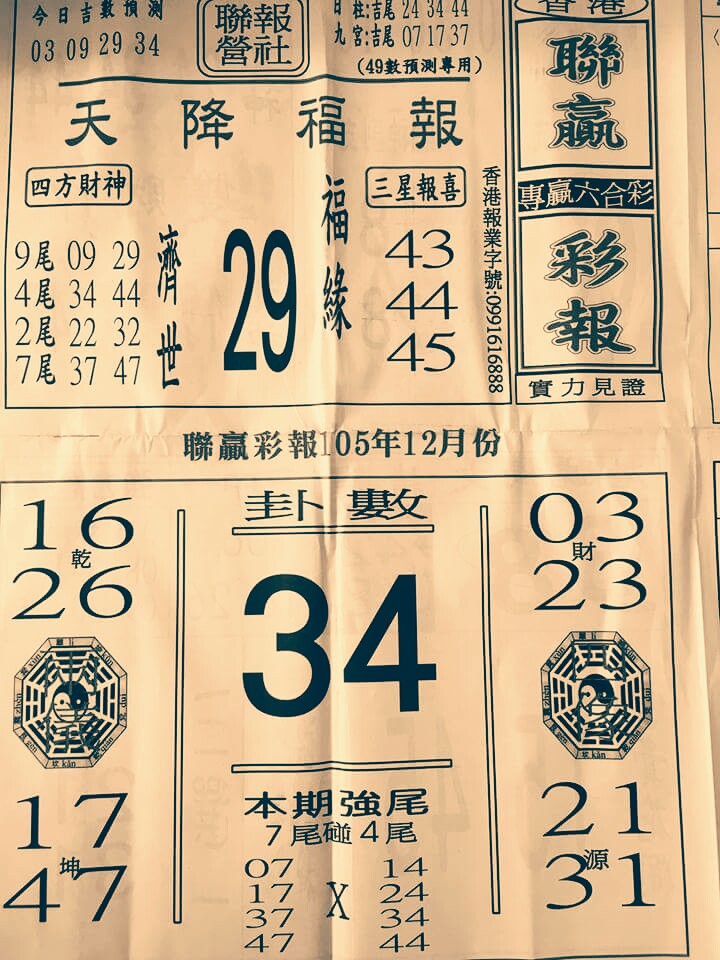 今日吉數預測
03 09 29 34
聯報
營社
日柱:吉尾 24 34 44
九宮:吉尾 07 17 37
(49數預測專用)
香港
聯贏
專贏六合彩
彩報
實力見證
天降福報
四方財神
9尾 09 29
4尾 34 44
2尾 22 32
7尾 37 47
濟世
29
福緣
三星報喜
43
44
45
香港報業字號:0991616888
聯贏彩報105年12月份
16
乾
26
17
坤
47
卦數
34
本期強尾
7尾碰4尾
07 14
17 24
X
37 34
47 44
03
財
23
21
源
31